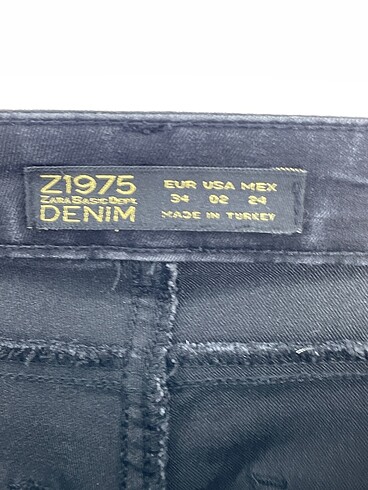 Z1975
ZARA BASIC DEPT.
DENIM
EUR USA MEX
34 02 24
MADE IN TURKEY